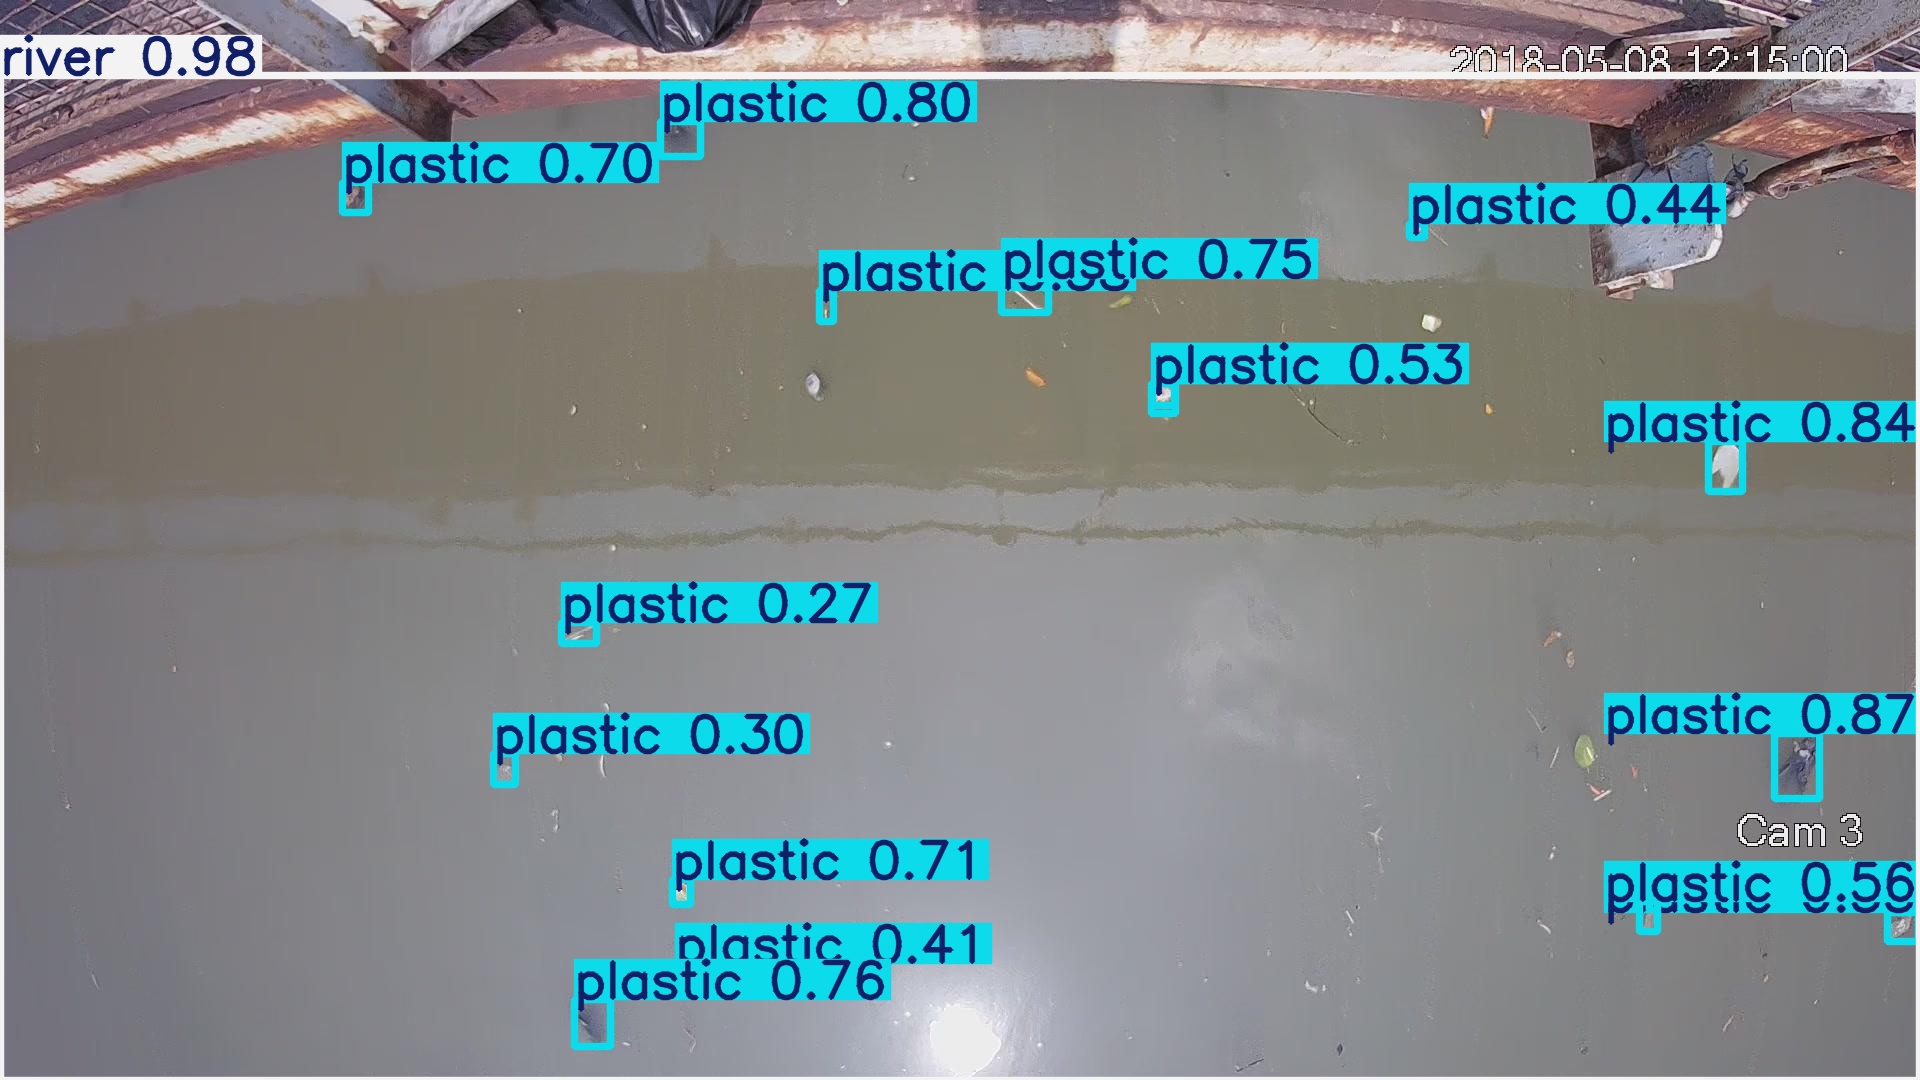 river 0.98
2018-05-08 12:15:00
plastic 0.80
plastic 0.70
plastic 0.44
plastic
plastic 0.75
plastic 0.53
plastic 0.84
plastic 0.27
plastic 0.30
plastic 0.87
Cam 3
plastic 0.71
plastic 0.56
plastic 0.41
plastic 0.76